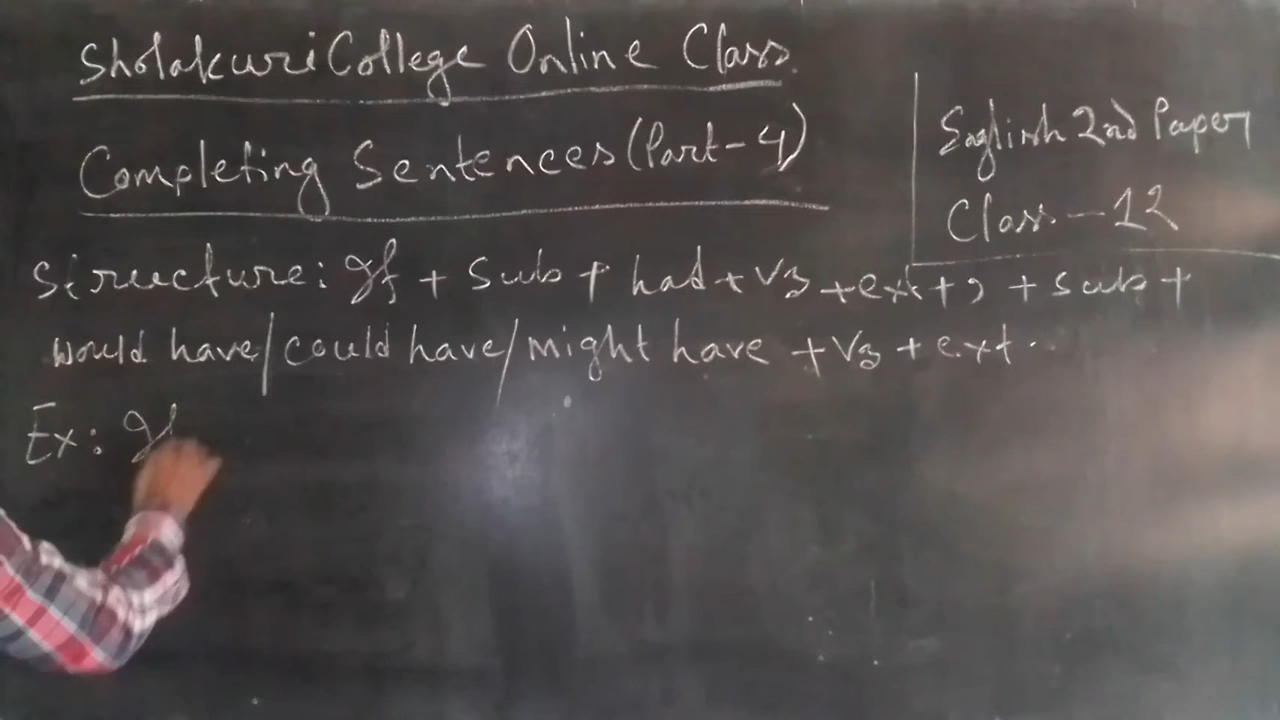 Sholakuri College Online Class.
Completing Sentences (Part-4)
English 2nd Paper
Class-12
Structure: If + Sub + had + V3 + ext + , + sub +
would have/could have/might have + V3 + ext.
Ex: If